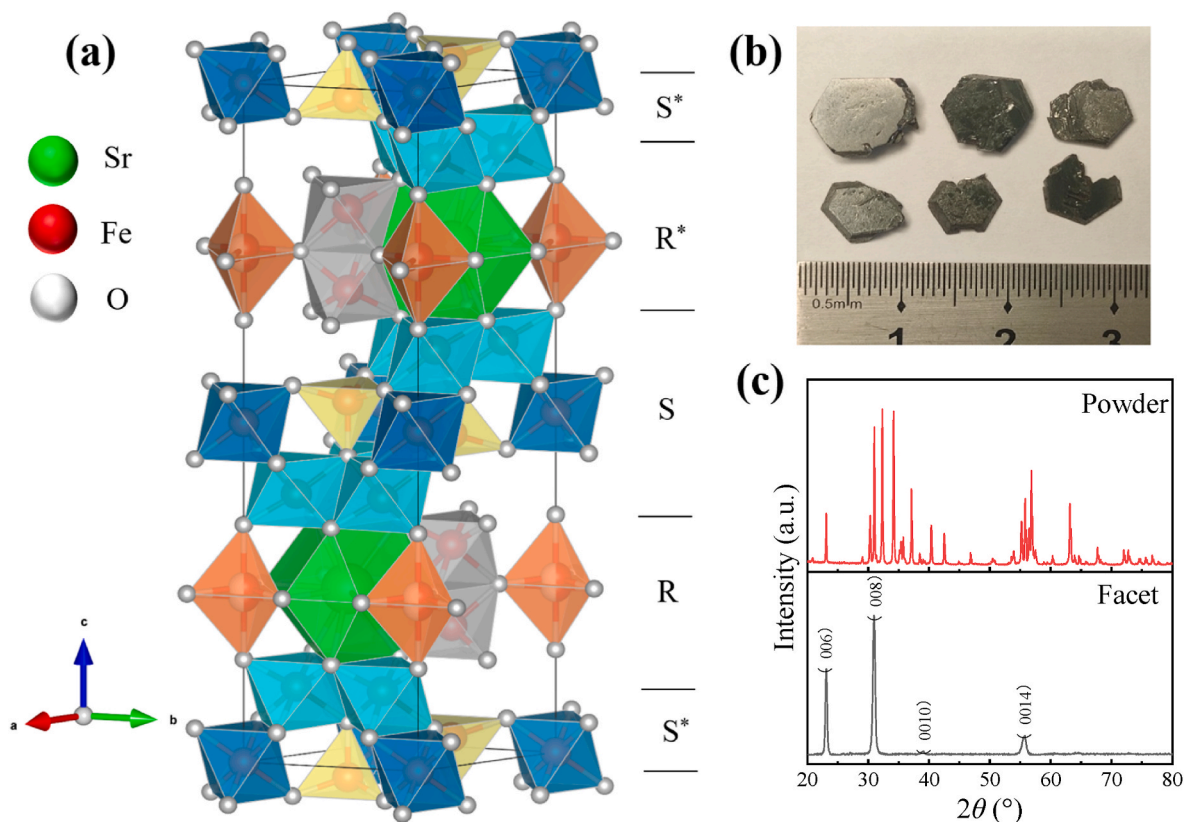 (a)
Sr
Fe
O
c
a
b
S*
R*
S
R
S*
(b)
0.5mm
1
2
3
(c)
Powder
Facet
(006)
(008)
(0010)
(0014)
Intensity (a.u.)
20
30
40
50
60
70
80
2θ (°)